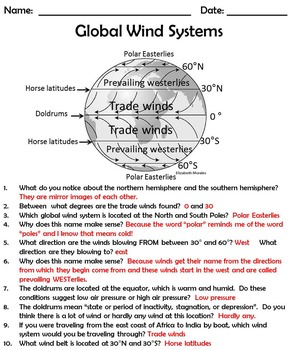 Name: ____________________ Date: __________
Global Wind Systems
Polar Easterlies
60°N
Prevailing westerlies
Horse latitudes
30°N
Trade winds
Doldrums
0 °
Trade winds
Horse latitudes
30°S
Prevailing westerlies
60°S
Polar Easterlies
Elizabeth Morales
1. What do you notice about the northern hemisphere and the southern hemisphere?
They are mirror images of each other.
2. Between what degrees are the trade winds found? 0 and 30
3. Which global wind system is located at the North and South Poles? Polar Easterlies
4. Why does this name make sense? Because the word "polar" reminds me of the word
"poles" and I know that means cold!
5. What direction are the winds blowing FROM between 30° and 60°? West What
direction are they blowing to? east
6. Why does this name make sense? Because winds get their name from the directions
from which they begin come from and these winds start in the west and are called
prevailing WESTerlies.
7. The doldrums are located at the equator, which is warm and humid. Do these
conditions suggest low air pressure or high air pressure? Low pressure
8. The doldrums mean "state or period of inactivity, stagnation, or depression". Do you
think there is a lot of wind or hardly any wind at this location? Hardly any.
9. If you were traveling from the east coast of Africa to India by boat, which wind
system would you be traveling through? Trade winds
10. What wind belt is located at 30°N and 30°S? Horse latitudes